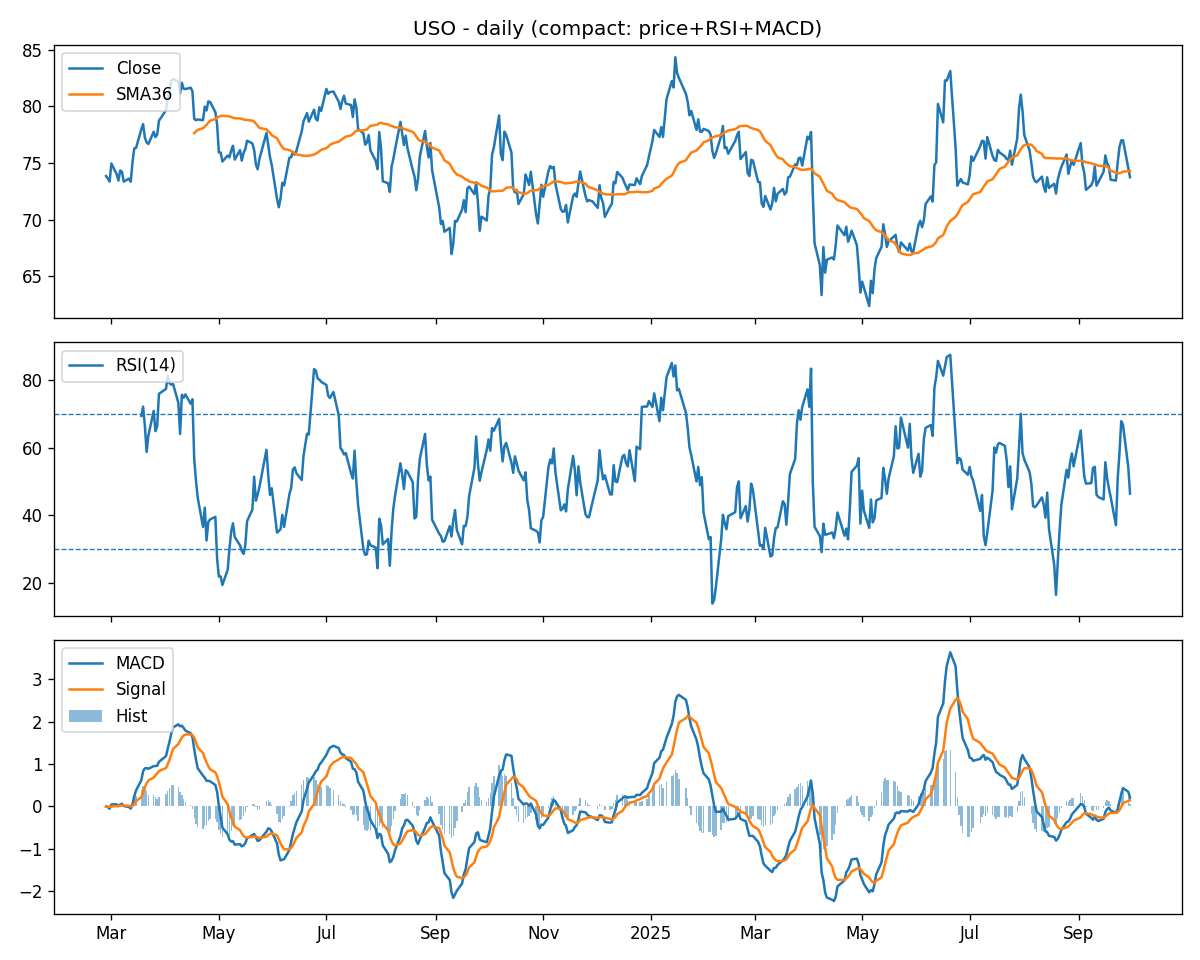 USO - daily (compact: price+RSI+MACD)
85
80
75
70
65
Close
SMA36
80
60
40
20
RSI(14)
3
2
1
0
−1
−2
MACD
Signal
Hist
Mar May Jul Sep Nov 2025 Mar May Jul Sep